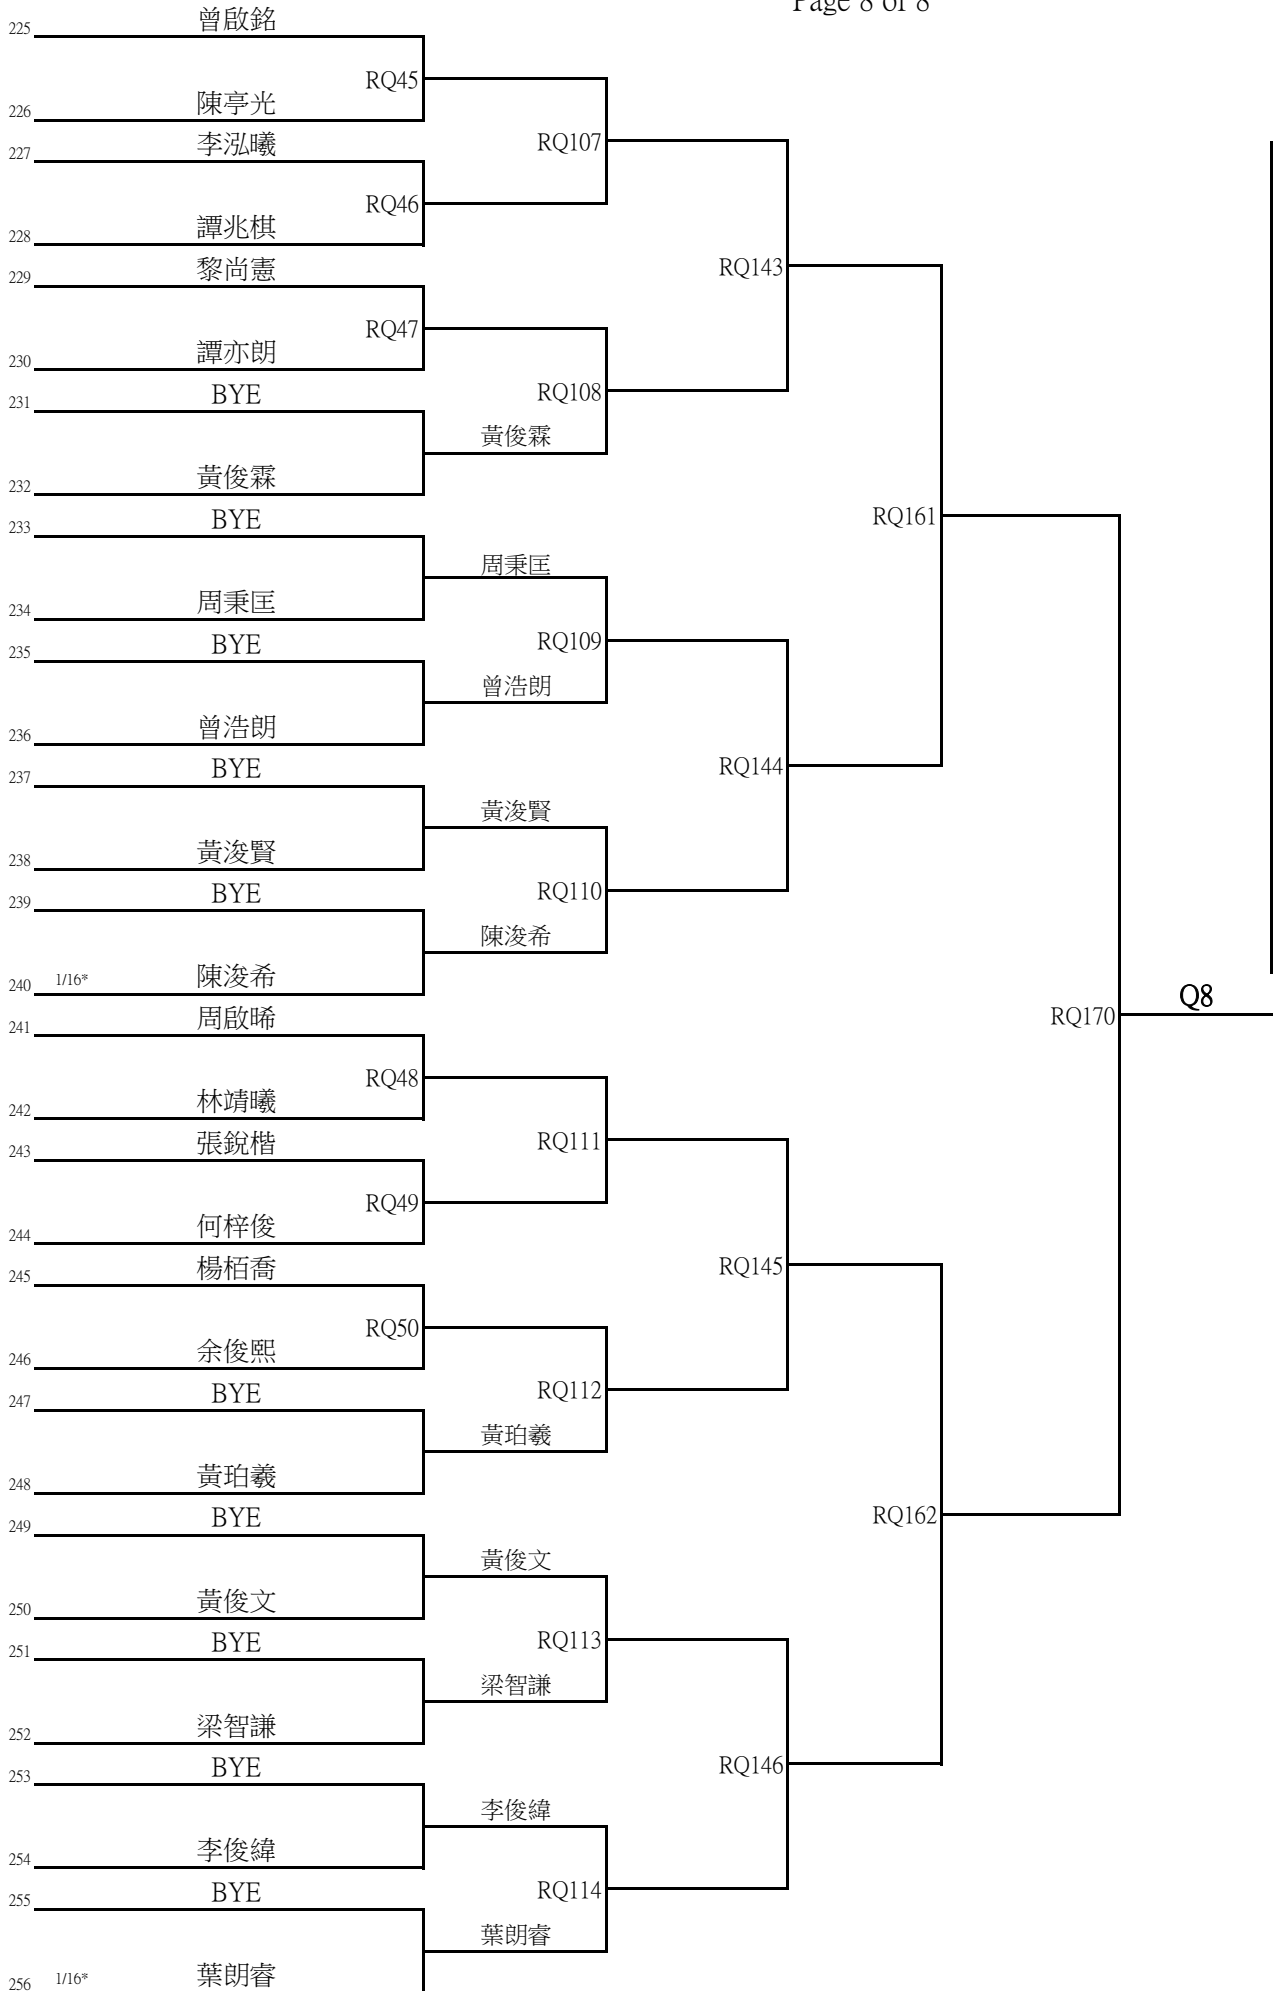 Page 8 of 8
225 曾啟銘
RQ45
226 陳亭光
RQ107
227 李泓曦
RQ46
228 譚兆棋
RQ143
229 黎尚憲
RQ47
230 譚亦朗
RQ108
231 BYE
黃俊霖
232 黃俊霖
RQ161
233 BYE
周秉匡
234 周秉匡
RQ109
235 BYE
曾浩朗
236 曾浩朗
RQ144
237 BYE
黃浚賢
238 黃浚賢
RQ110
239 BYE
陳浚希
240 1/16* 陳浚希
Q8
RQ170
241 周啟晞
RQ48
242 林靖曦
RQ111
243 張銳楷
RQ49
244 何梓俊
RQ145
245 楊栢喬
RQ50
246 余俊熙
RQ112
247 BYE
黃珀羲
248 黃珀羲
RQ162
249 BYE
黃俊文
250 黃俊文
RQ113
251 BYE
梁智謙
252 梁智謙
RQ146
253 BYE
李俊緯
254 李俊緯
RQ114
255 BYE
葉朗睿
256 1/16* 葉朗睿